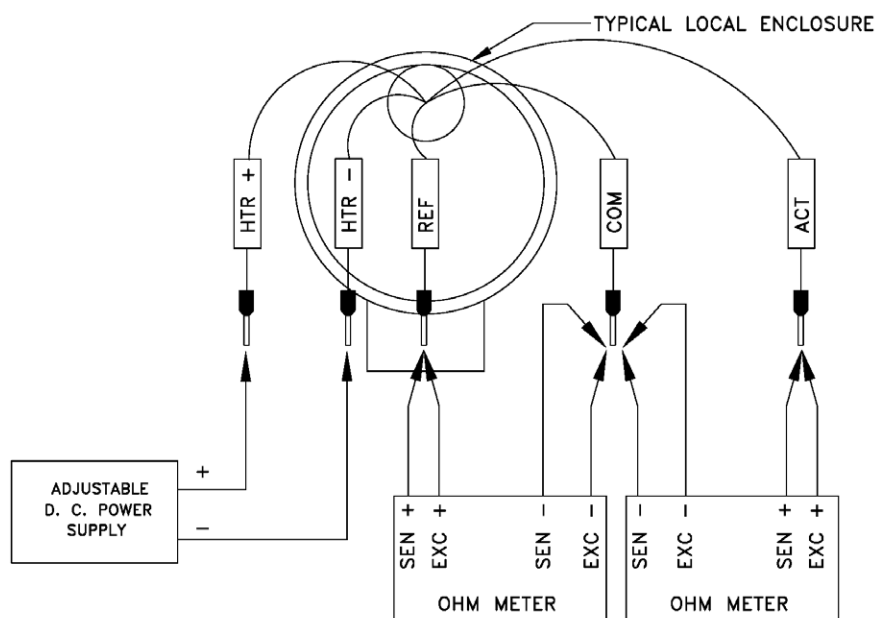 TYPICAL LOCAL ENCLOSURE
HTR +
HTR -
REF
COM
ACT
ADJUSTABLE
D. C. POWER
SUPPLY
+
-
SEN +
EXC +
SEN -
EXC -
OHM METER
SEN -
EXC -
SEN +
EXC +
OHM METER